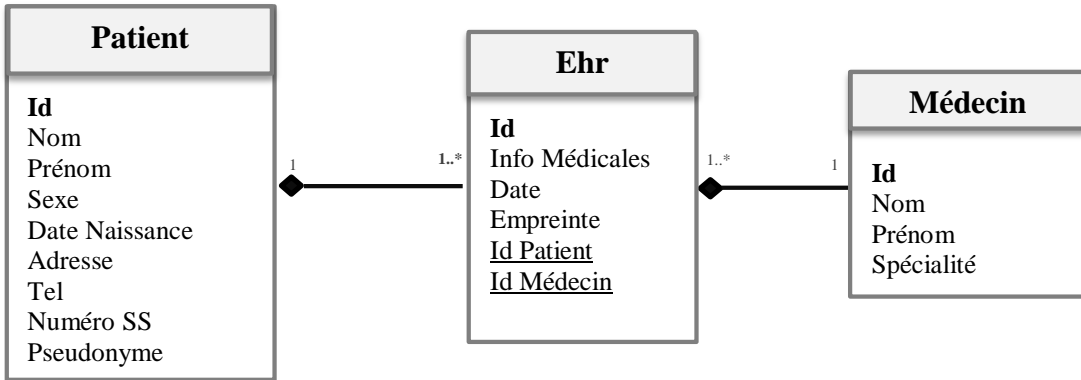 Patient
Id
Nom
Prénom
Sexe
Date Naissance
Adresse
Tel
Numéro SS
Pseudonyme
1
1..*
Ehr
Id
Info Médicales
Date
Empreinte
Id Patient
Id Médecin
1..*
1
Médecin
Id
Nom
Prénom
Spécialité